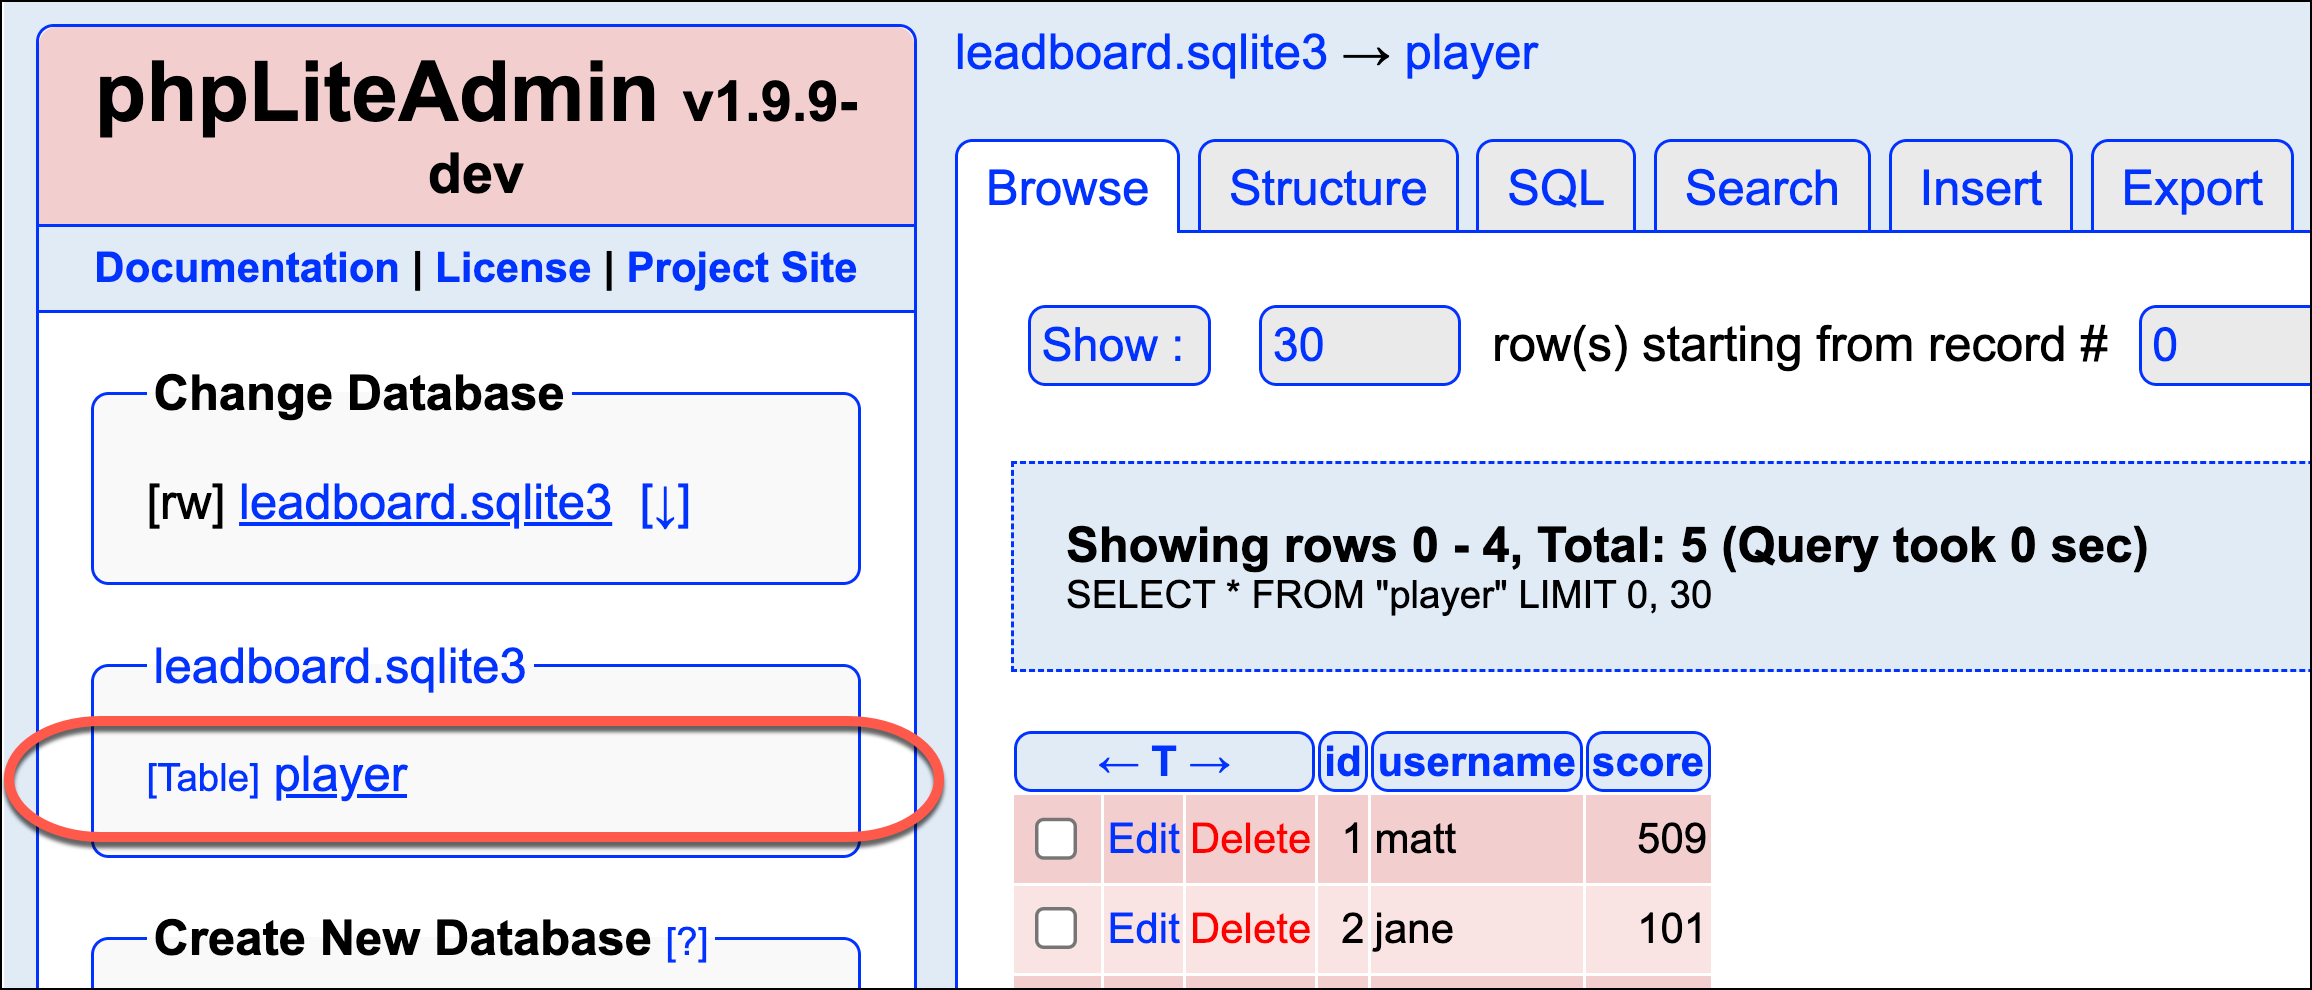 phpLiteAdmin v1.9.9-
dev
Documentation | License | Project Site
Change Database
[rw] leadboard.sqlite3 [↓]
leadboard.sqlite3
[Table] player
Create New Database [?]
leadboard.sqlite3 → player
Browse Structure SQL Search Insert Export
Show : 30 row(s) starting from record # 0
Showing rows 0 - 4, Total: 5 (Query took 0 sec)
SELECT * FROM "player" LIMIT 0, 30
← T → id username score
Edit Delete 1 matt 509
Edit Delete 2 jane 101